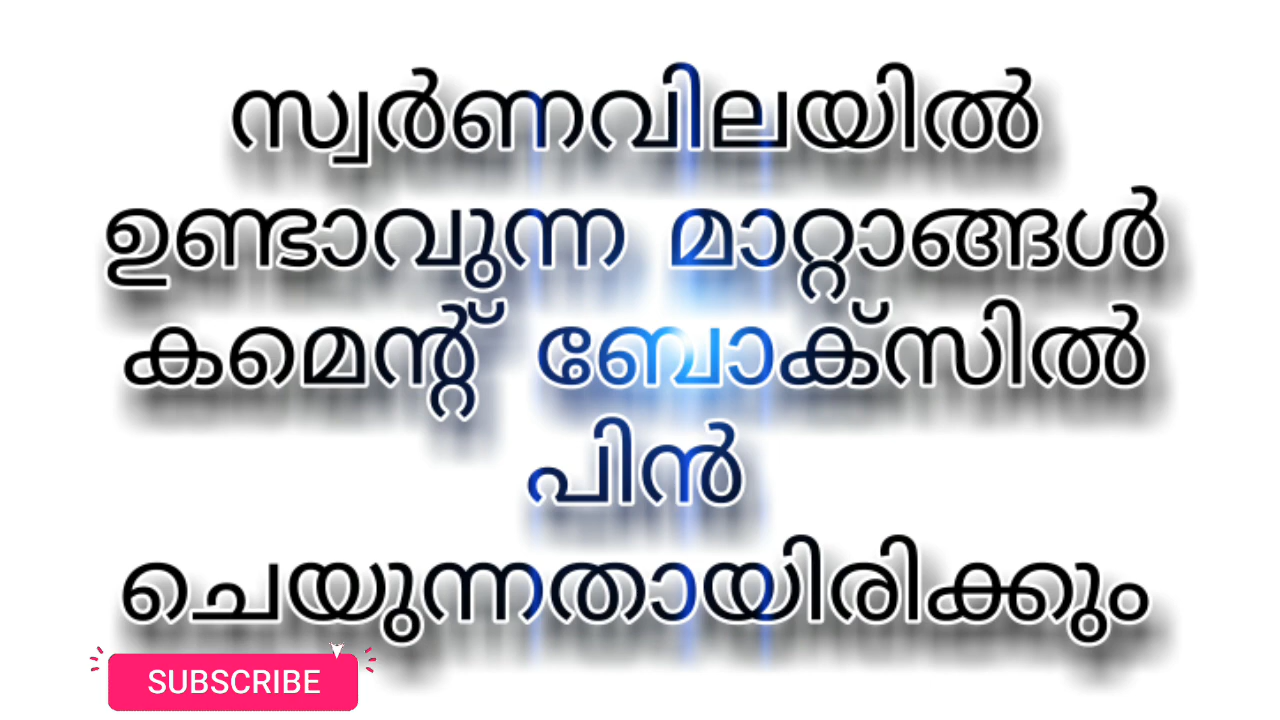 സ്വർണവിലയിൽ
ഉണ്ടാവുന്ന മാറ്റാങ്ങൾ
കമെന്റ് ബോക്സിൽ
പിൻ
ചെയുന്നതായിരിക്കും
SUBSCRIBE